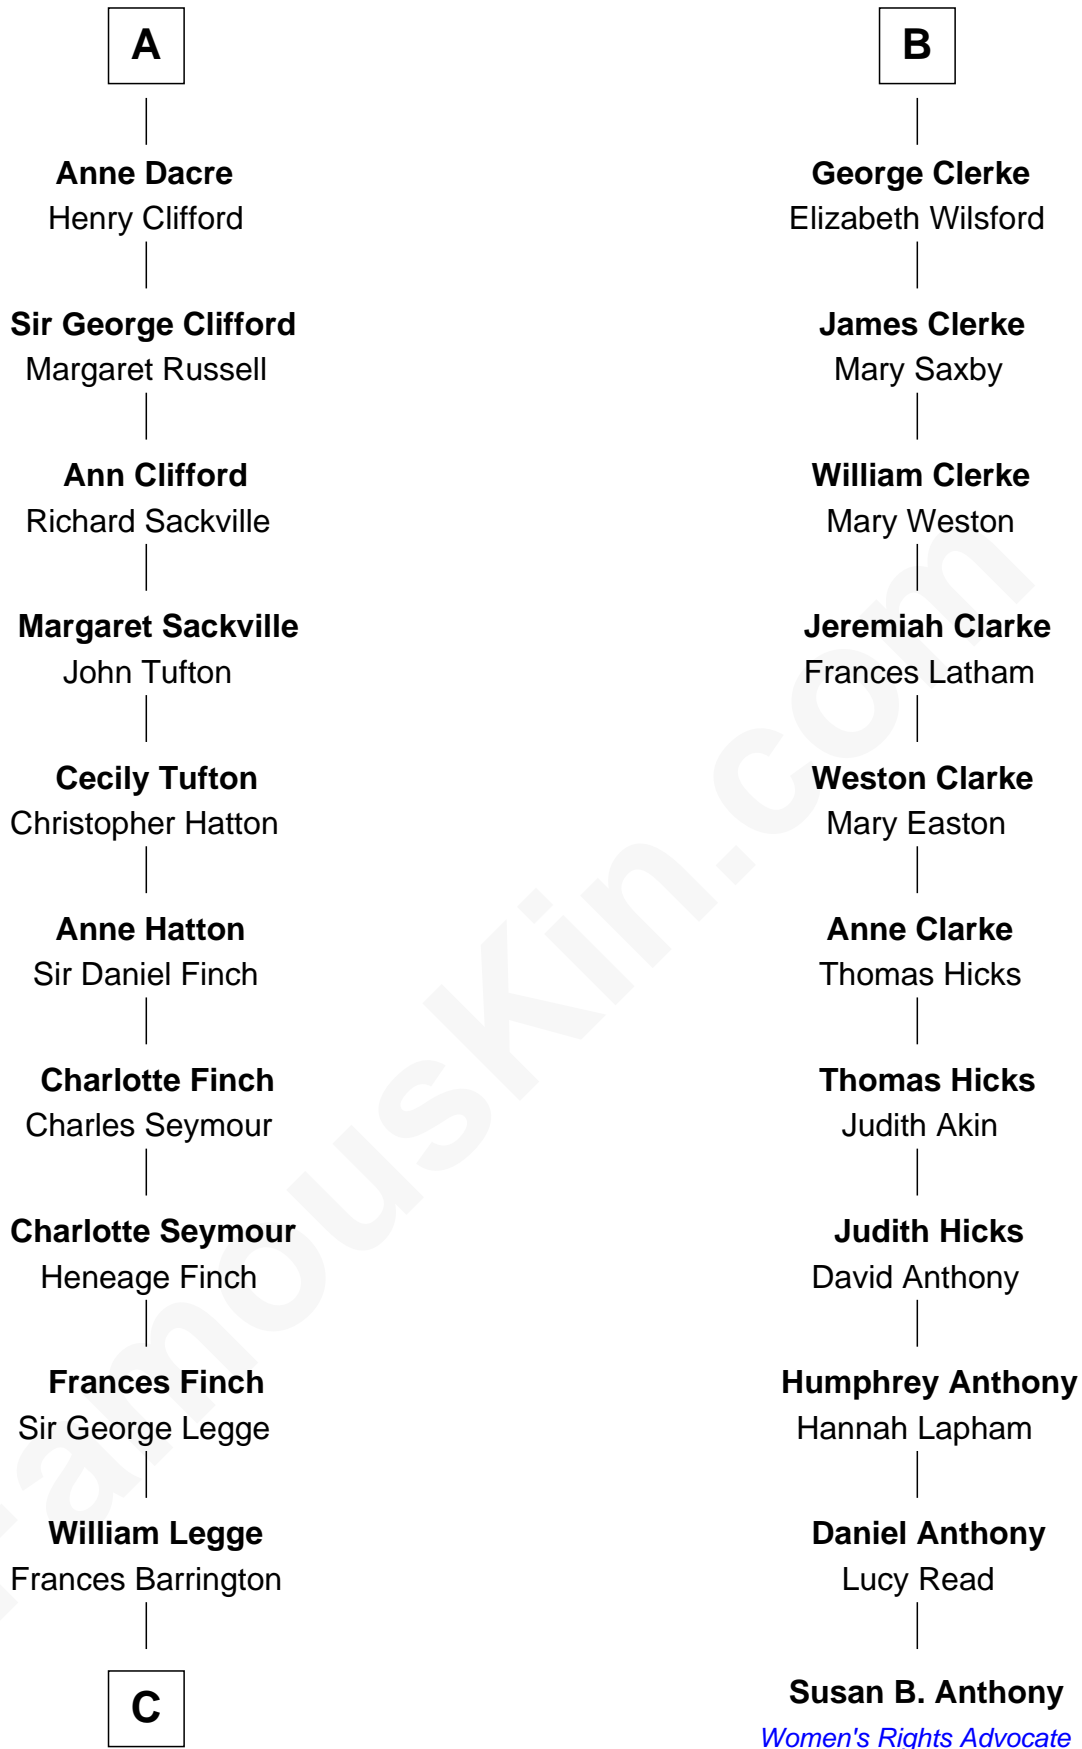 A
Anne Dacre
Henry Clifford
Sir George Clifford
Margaret Russell
Ann Clifford
Richard Sackville
Margaret Sackville
John Tufton
Cecily Tufton
Christopher Hatton
Anne Hatton
Sir Daniel Finch
Charlotte Finch
Charles Seymour
Charlotte Seymour
Heneage Finch
Frances Finch
Sir George Legge
William Legge
Frances Barrington
C
B
George Clerke
Elizabeth Wilsford
James Clerke
Mary Saxby
William Clerke
Mary Weston
Jeremiah Clarke
Frances Latham
Weston Clarke
Mary Easton
Anne Clarke
Thomas Hicks
Thomas Hicks
Judith Akin
Judith Hicks
David Anthony
Humphrey Anthony
Hannah Lapham
Daniel Anthony
Lucy Read
Susan B. Anthony
Women's Rights Advocate
FamousKin.com